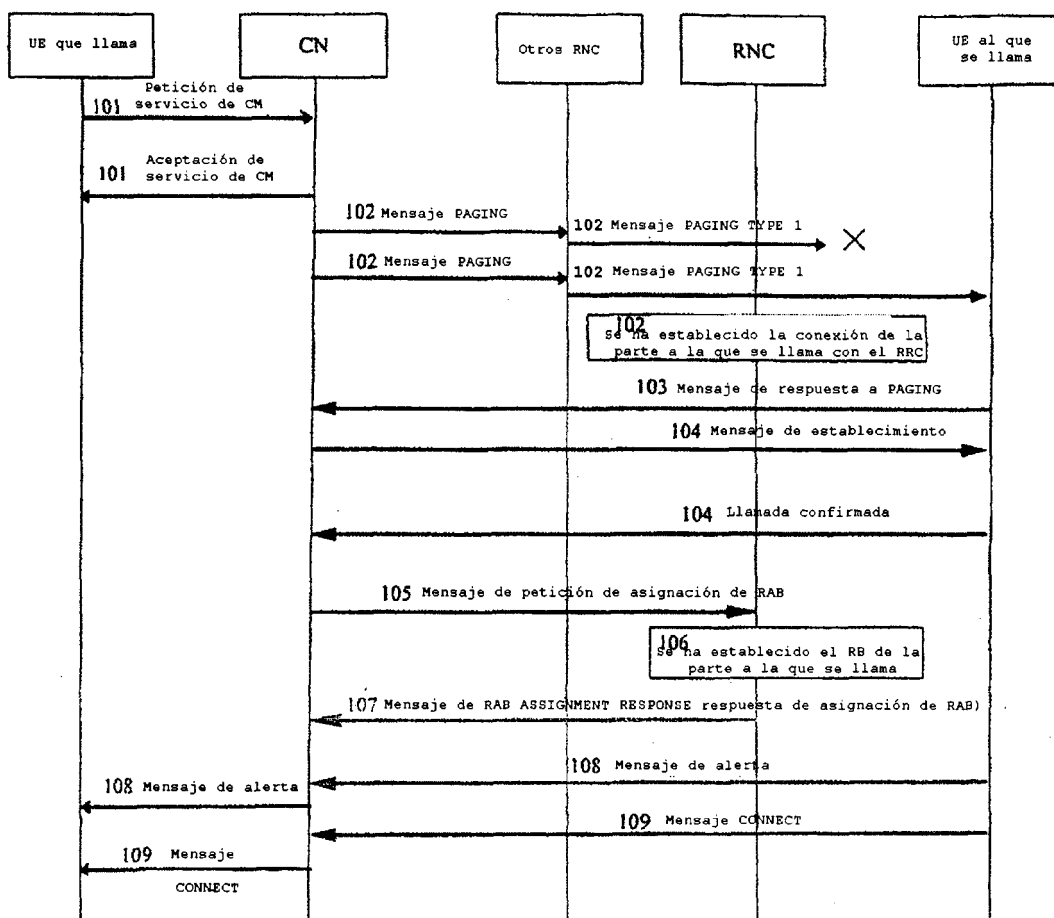 UE que llama
CN
Otros RNC
RNC
UE al que
se llama
Petición de
101 servicio de CM
Aceptación de
101 servicio de CM
102 Mensaje PAGING
102 Mensaje PAGING TYPE 1
102 Mensaje PAGING
102 Mensaje PAGING TYPE 1
102
Se ha establecido la conexión de la
parte a la que se llama con el RRC
103 Mensaje de respuesta a PAGING
104 Mensaje de establecimiento
104 Llamada confirmada
105 Mensaje de petición de asignación de RAB
106
Se ha establecido el RB de la
parte a la que se llama
107 Mensaje de RAB ASSIGNMENT RESPONSE respuesta de asignación de RAB)
108 Mensaje de alerta
108 Mensaje de alerta
109 Mensaje CONNECT
109 Mensaje
CONNECT